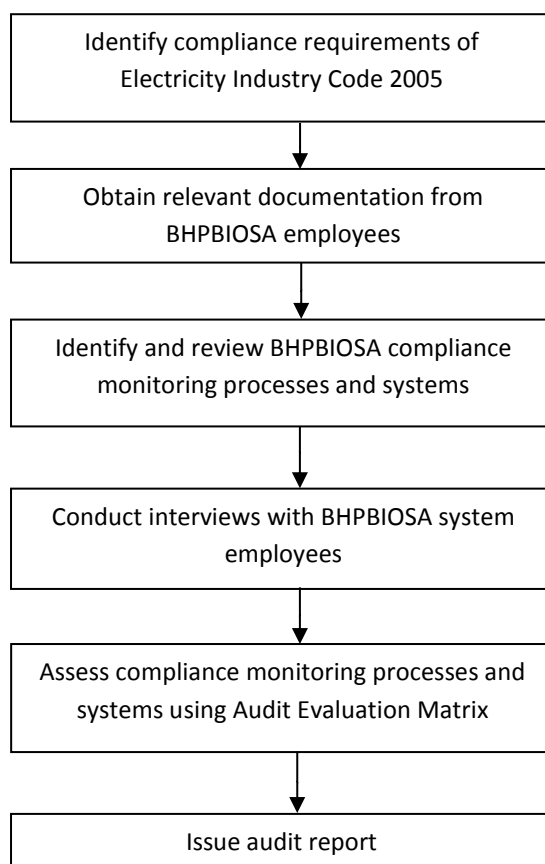 Identify compliance requirements of
Electricity Industry Code 2005
Obtain relevant documentation from
BHPBIOSA employees
Identify and review BHPBIOSA compliance
monitoring processes and systems
Conduct interviews with BHPBIOSA system
employees
Assess compliance monitoring processes and
systems using Audit Evaluation Matrix
Issue audit report